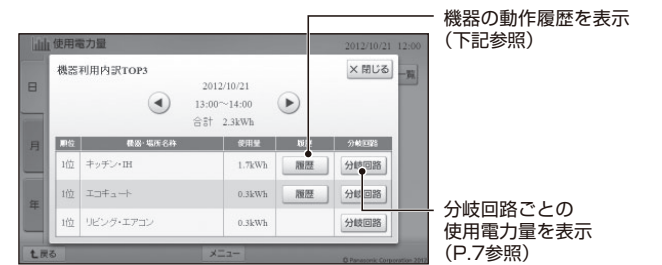 機器の動作履歴を表示
（下記参照）
使用電力量
2012/10/21 12:00
機器利用内訳TOP3
× 閉じる
一覧
2012/10/21
13:00～14:00
合計 2.3kWh
日
月
年
順位 機器・場所名称 使用量 履歴 分岐回路
1位 キッチン・IH 1.7kWh 履歴 分岐回路
1位 エコキュート 0.3kWh 履歴 分岐回路
1位 リビング・エアコン 0.3kWh 分岐回路
分岐回路ごとの
使用電力量を表示
（P.7参照）
戻る
メニュー
© Panasonic Corporation 2012